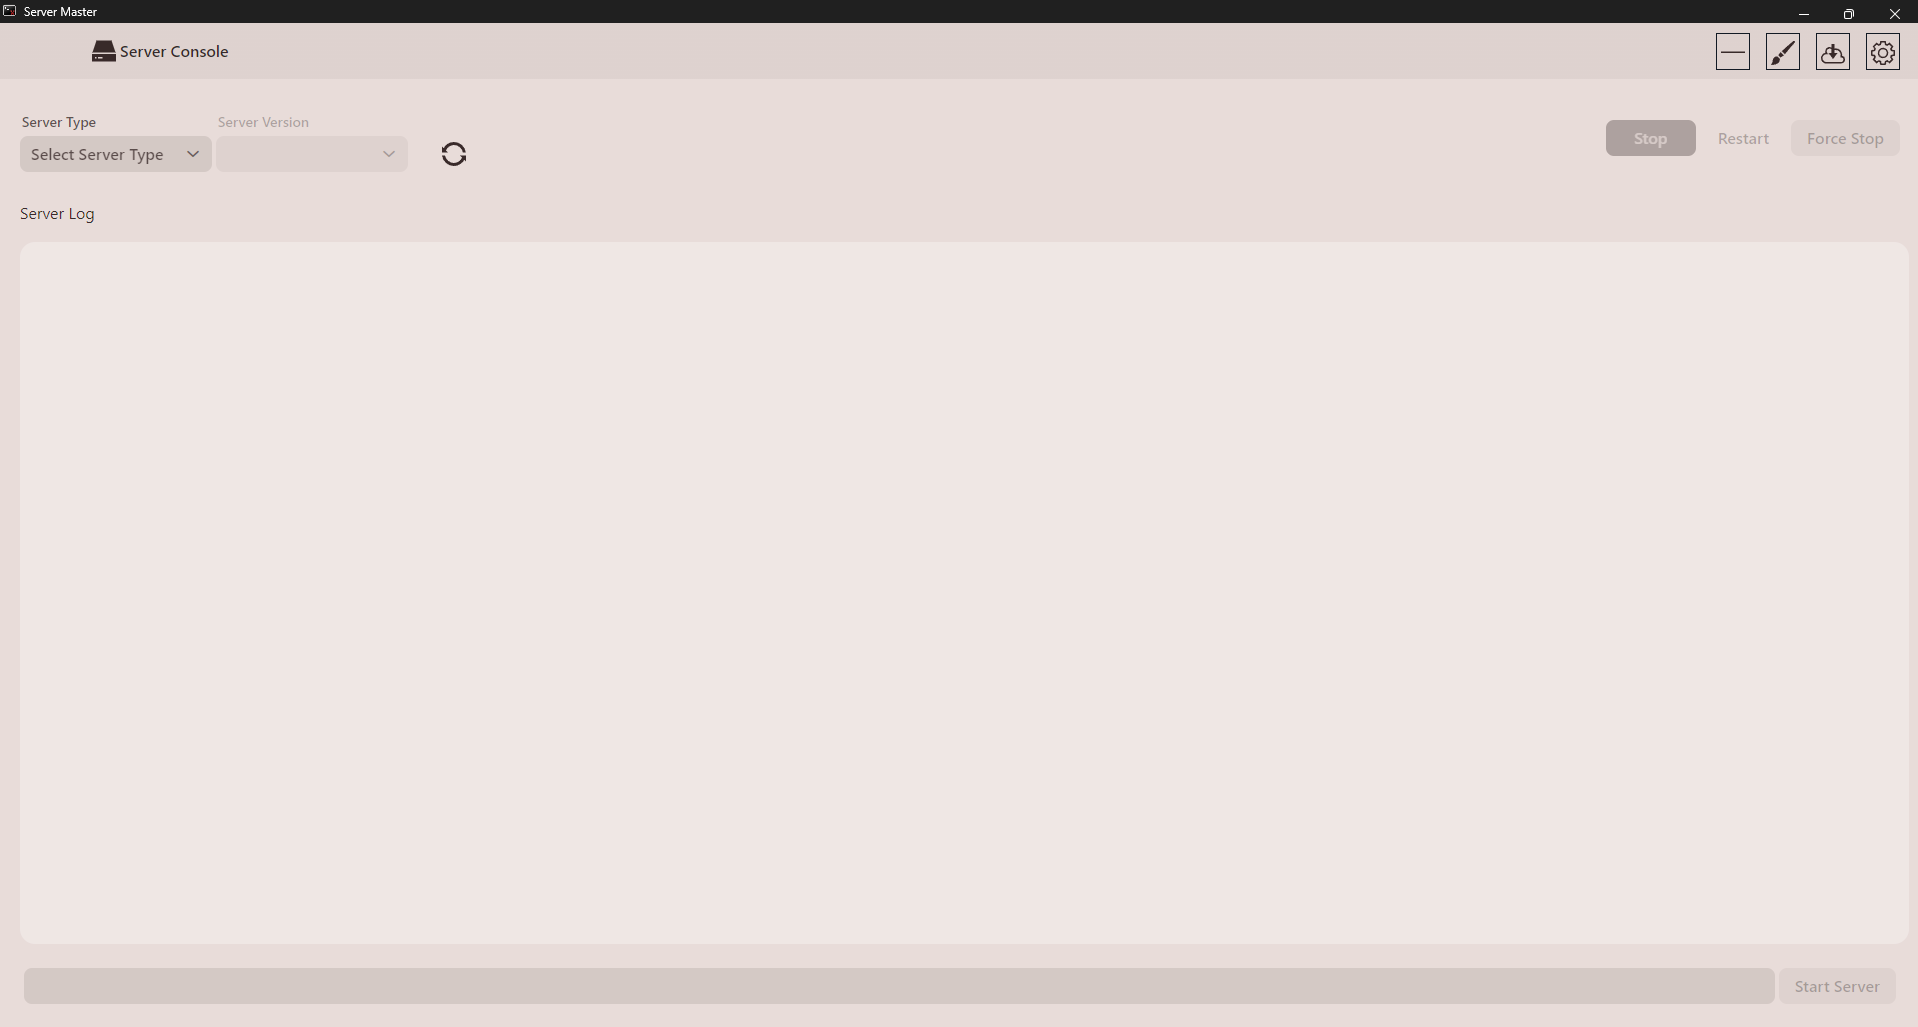 Server Master
Server Console
Server Type
Server Version
Select Server Type
Stop
Restart
Force Stop
Server Log
Start Server